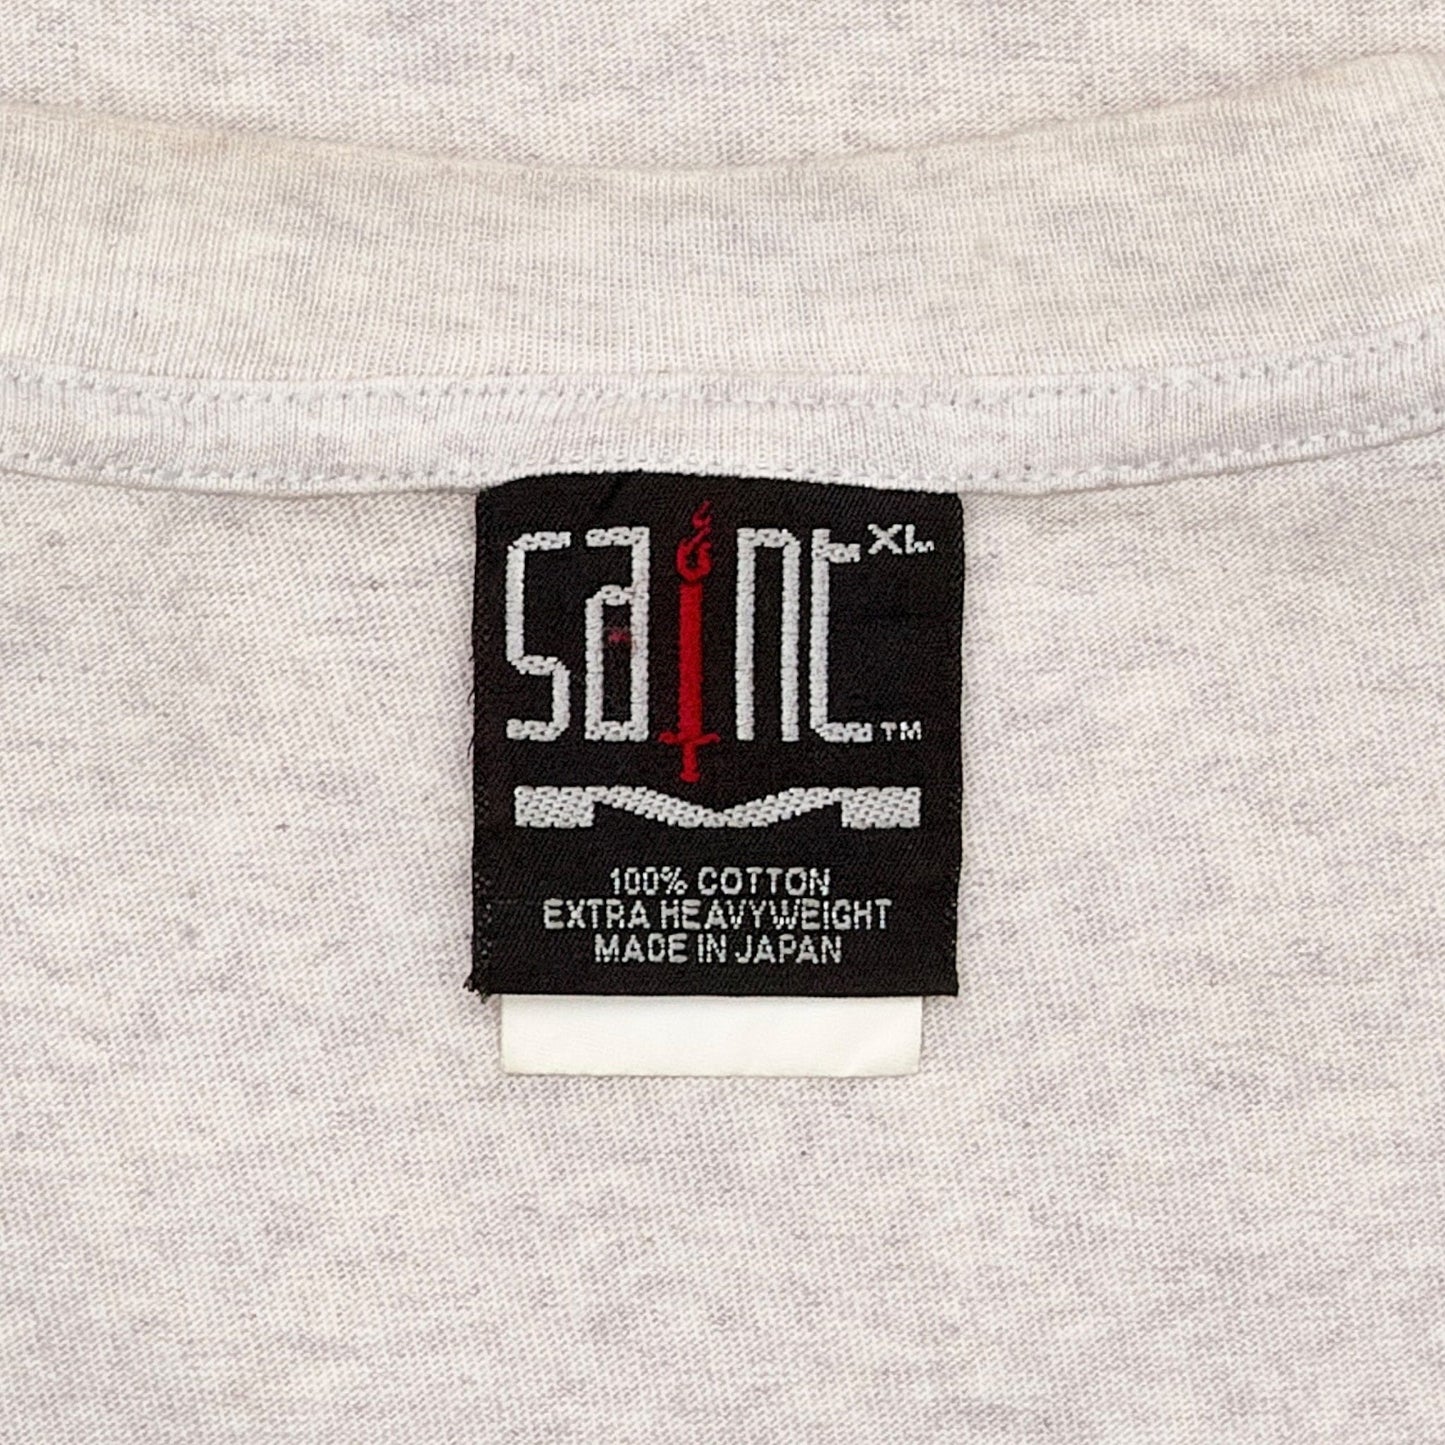 SaINt XL
TM
100% COTTON
EXTRA HEAVYWEIGHT
MADE IN JAPAN